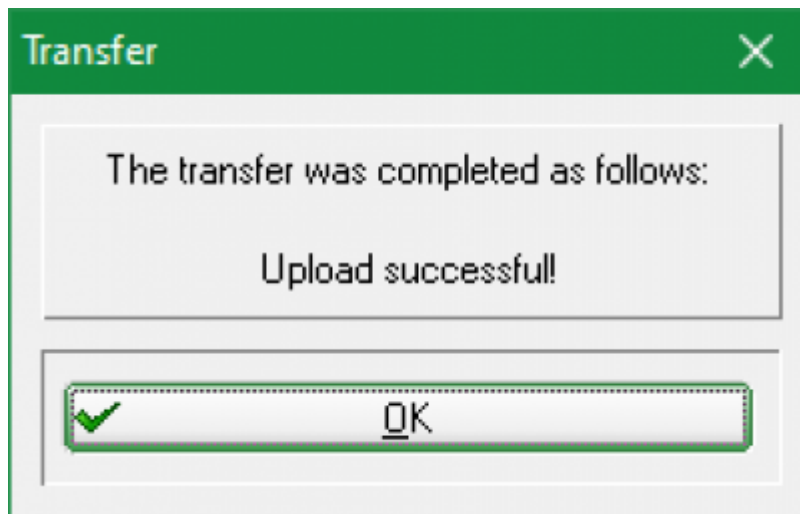 Transfer
The transfer was completed as follows:
Upload successful!
OK